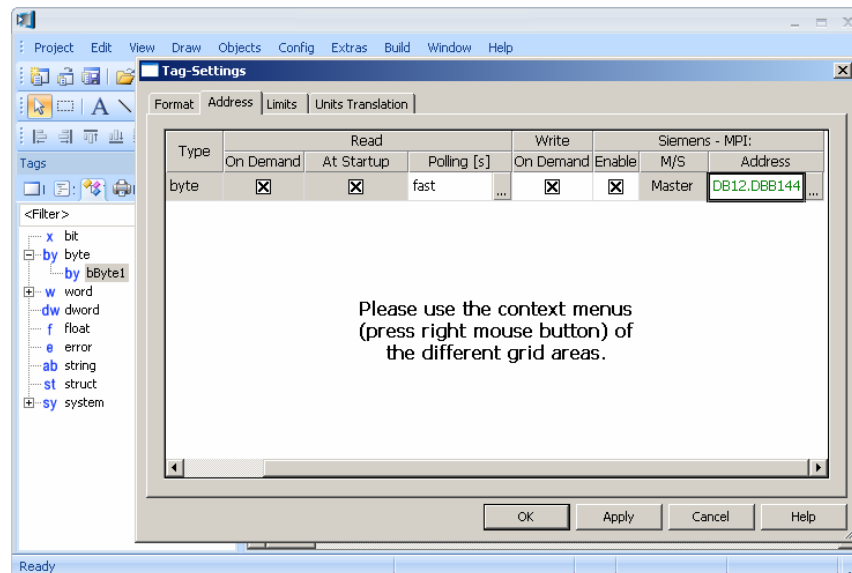 Project Edit View Draw Objects Config Extras Build Window Help
Tag-Settings
Format Address Limits Units Translation
Type Read Write Siemens - MPI:
On Demand At Startup Polling [s] On Demand Enable M/S Address
byte fast ... Master DB12.DBB144 ...
Tags
<Filter>
x bit
by byte
by bByte1
w word
dw dword
f float
e error
ab string
st struct
sy system
Please use the context menus
(press right mouse button) of
the different grid areas.
OK Apply Cancel Help
Ready